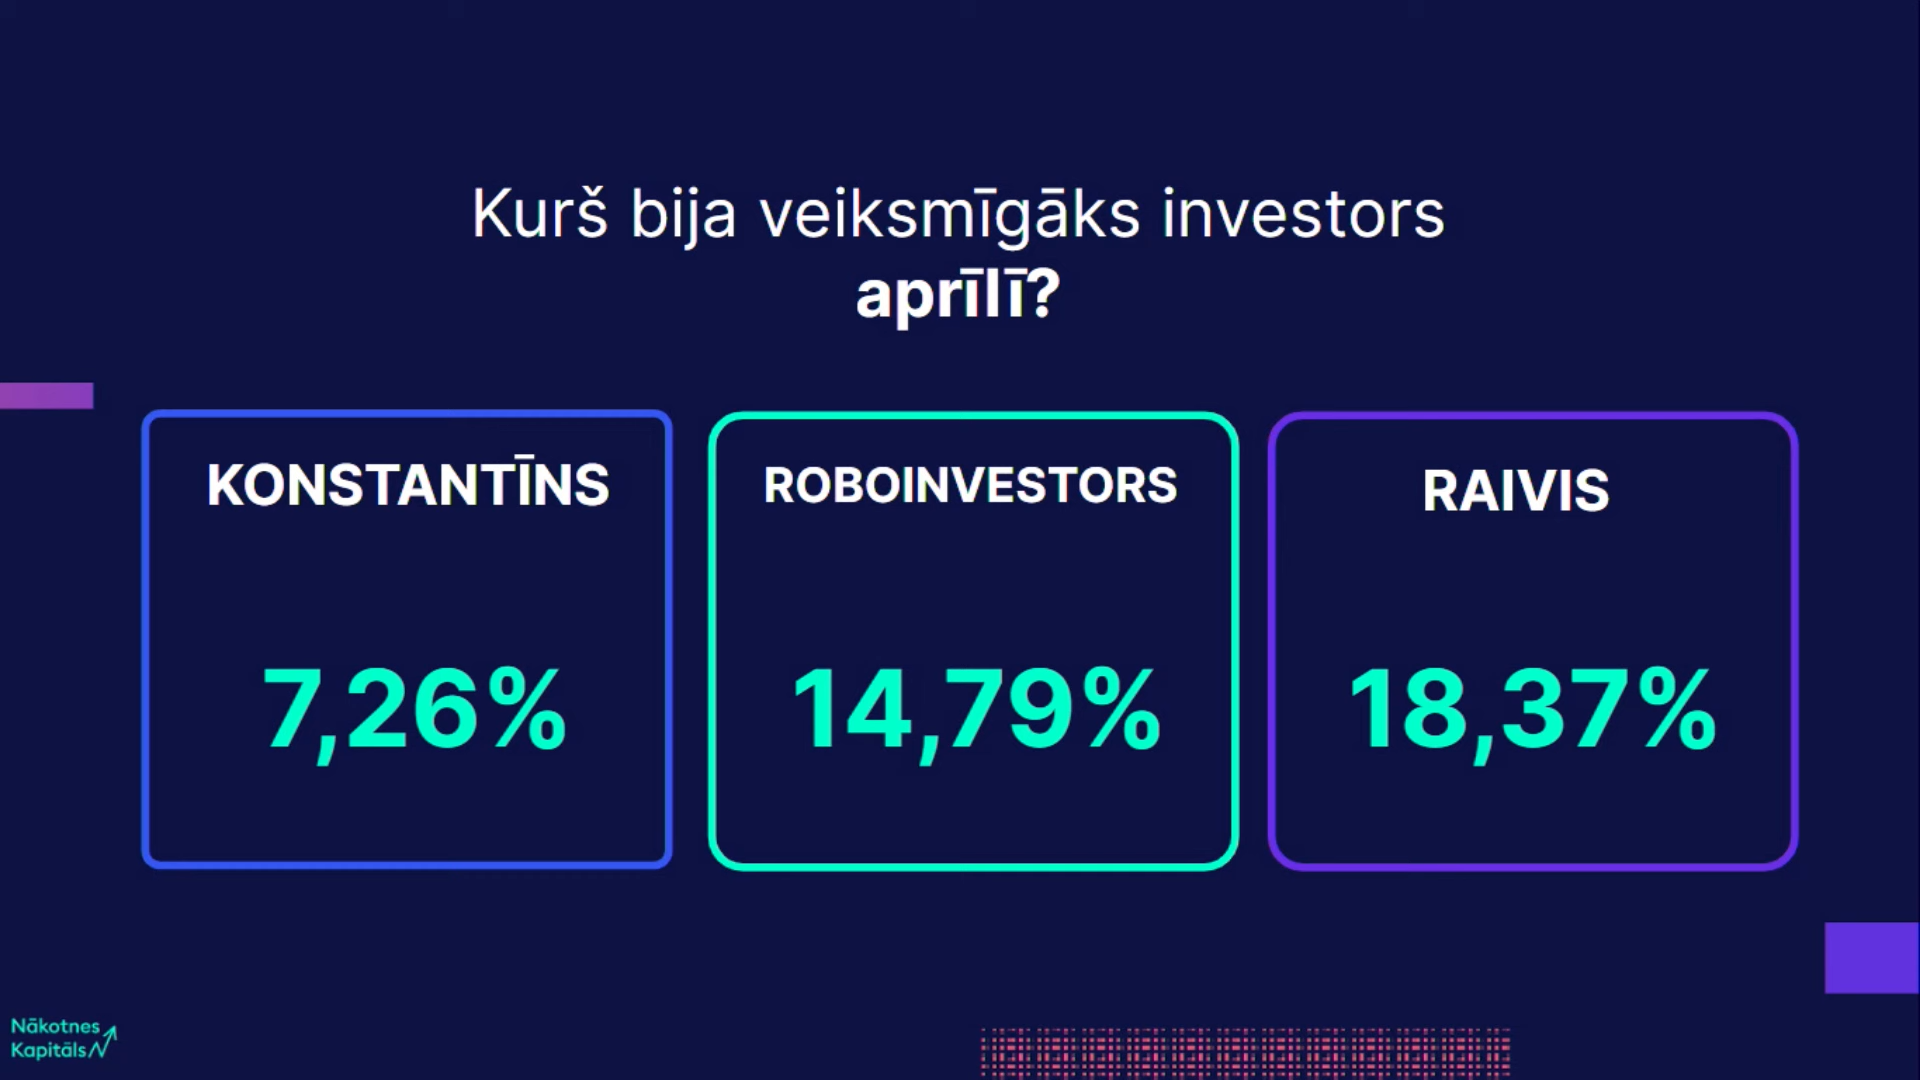 Kurš bija veiksmīgāks investors
aprīlī?
KONSTANTĪNS
ROBOINVESTORS
RAIVIS
7,26%
14,79%
18,37%
Nākotnes
Kapitāls